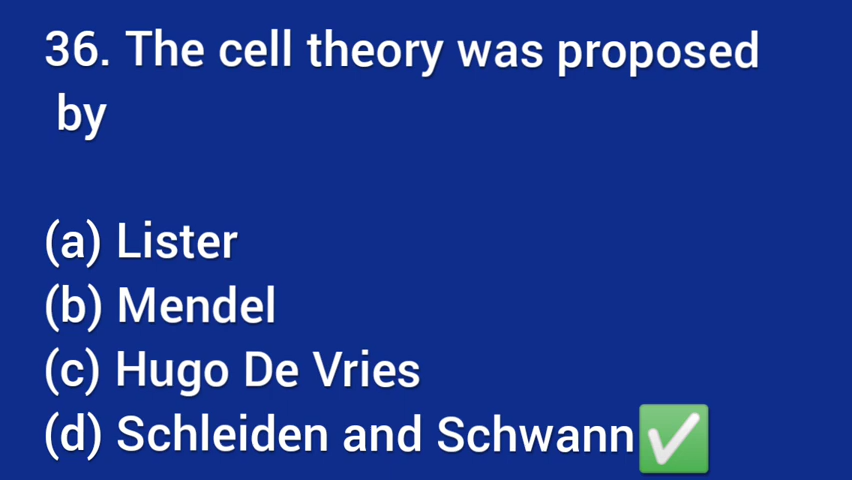 36. The cell theory was proposed
by
(a) Lister
(b) Mendel
(c) Hugo De Vries
(d) Schleiden and Schwann✅